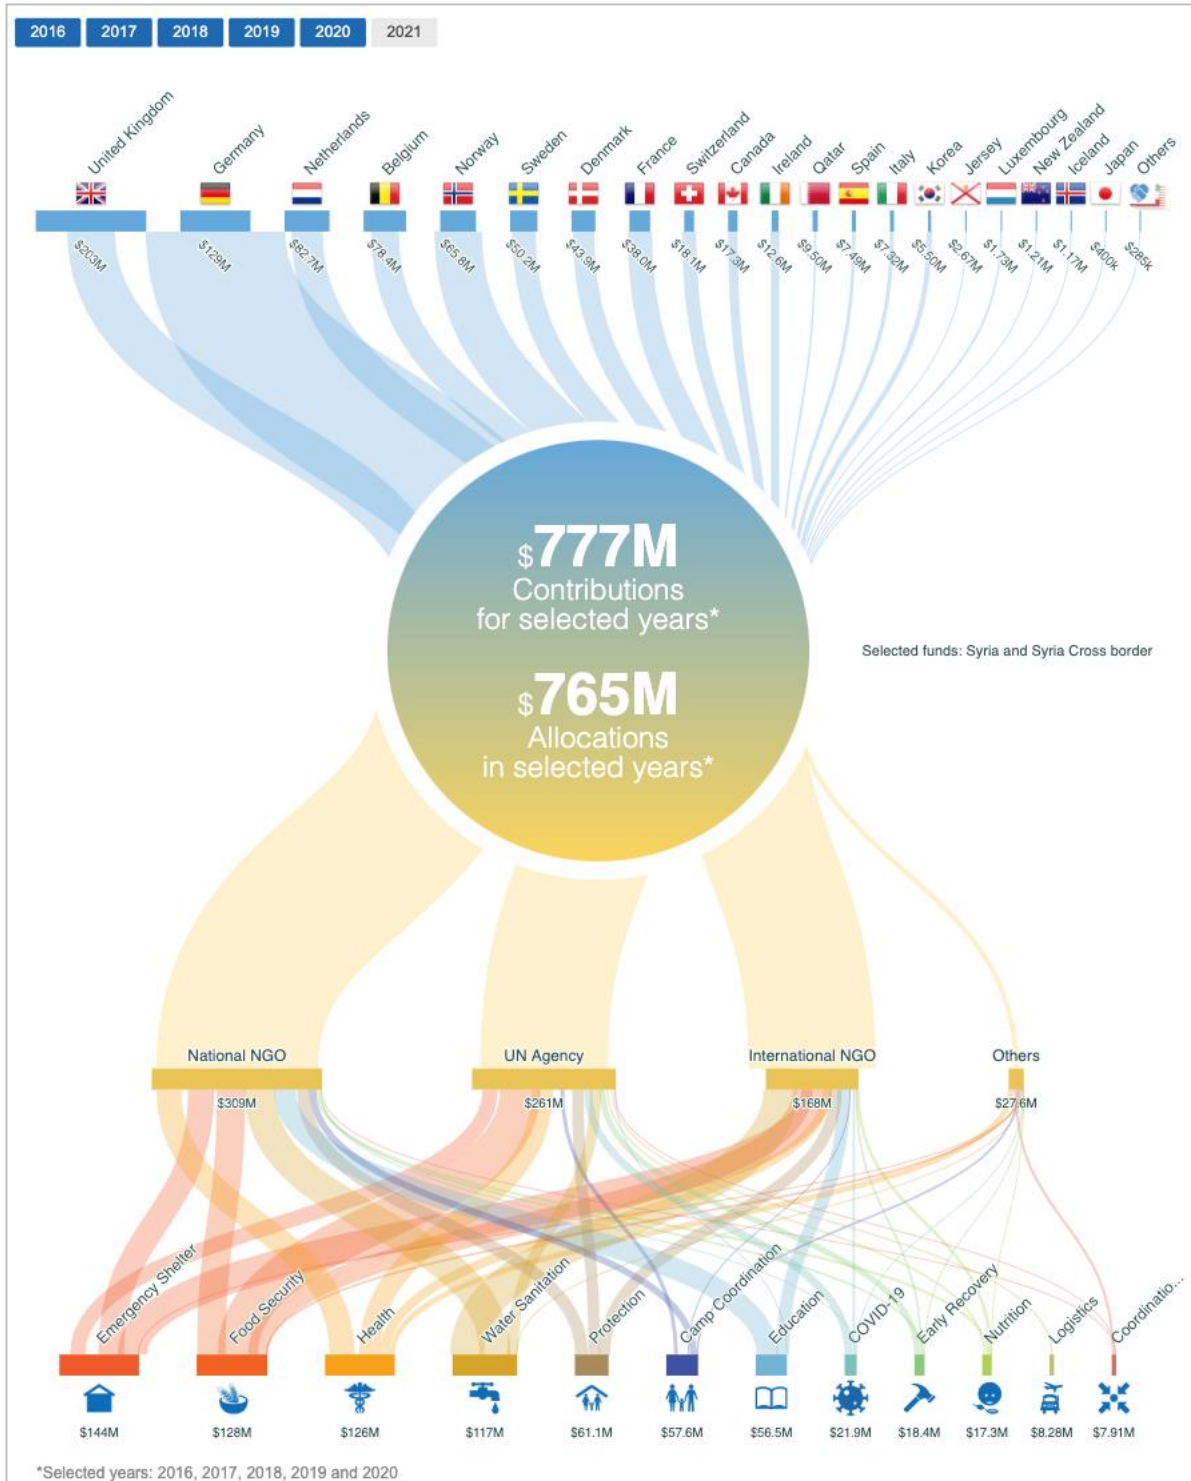 2016 2017 2018 2019 2020 2021
United Kingdom Germany Netherlands Belgium Norway Sweden Denmark France Switzerland Canada Ireland Qatar Spain Italy Korea Jersey Luxembourg New Zealand Iceland Japan Others
$203M $129M $82.7M $78.4M $65.8M $50.2M $43.9M $38.0M $18.1M $17.3M $12.6M $9.50M $7.49M $7.32M $5.50M $2.67M $1.73M $1.21M $1.17M $400k $285k
$777M
Contributions
for selected years*
Selected funds: Syria and Syria Cross border
$765M
Allocations
in selected years*
National NGO UN Agency International NGO Others
$309M $261M $168M $27.6M
Emergency Shelter Food Security Health Water Sanitation Protection Camp Coordination Education COVID-19 Early Recovery Nutrition Logistics Coordinatio...
$144M $128M $126M $117M $61.1M $57.6M $56.5M $21.9M $18.4M $17.3M $8.28M $7.91M
*Selected years: 2016, 2017, 2018, 2019 and 2020